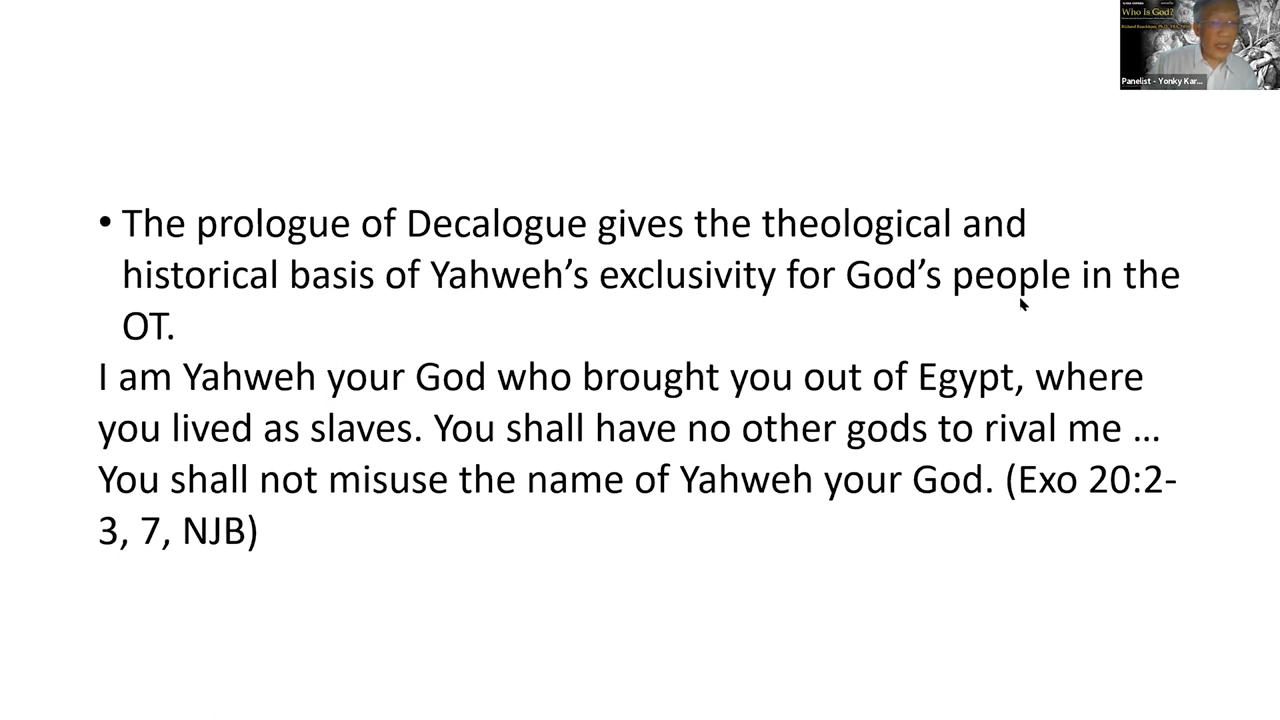 Who Is God?
Panelist - Yonky Kar...
• The prologue of Decalogue gives the theological and
historical basis of Yahweh’s exclusivity for God’s people in the
OT.
I am Yahweh your God who brought you out of Egypt, where
you lived as slaves. You shall have no other gods to rival me …
You shall not misuse the name of Yahweh your God. (Exo 20:2-
3, 7, NJB)